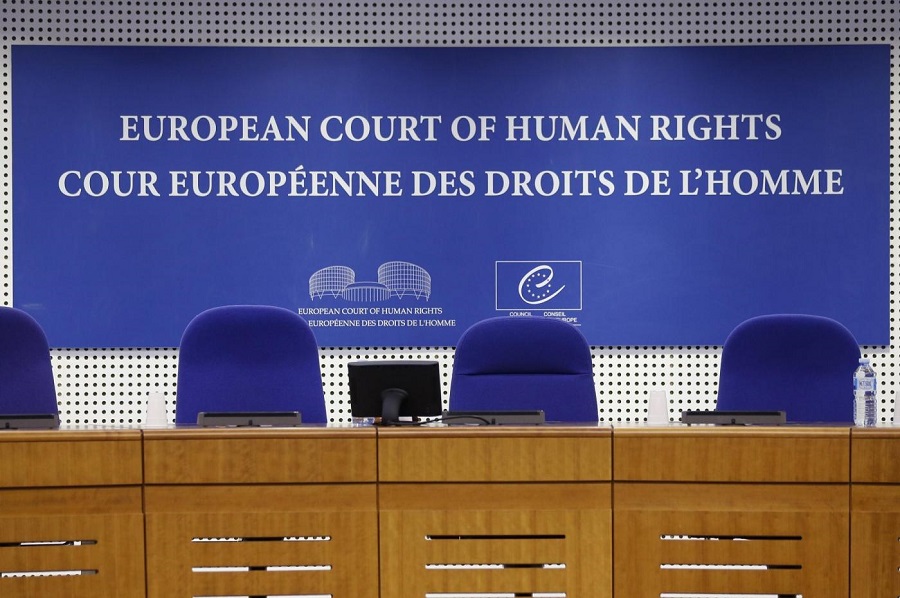 EUROPEAN COURT OF HUMAN RIGHTS
COUR EUROPÉENNE DES DROITS DE L'HOMME
EUROPEAN COURT OF HUMAN RIGHTS
EUROPÉENNE DES DROITS DE L'HOMME
COUNCIL CONSEIL